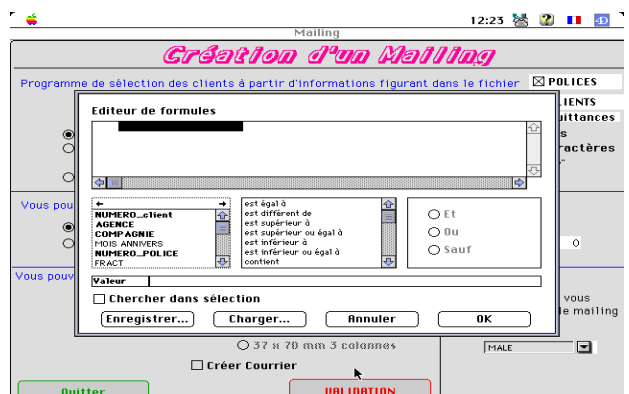 12:23
Mailing
Création d'un Mailing
Programme de sélection des clients à partir d'informations figurant dans le fichier
POLICES
IENTS
uittances
s
ractères
Editeur de formules
NUMERO_client
AGENCE
COMPAGNIE
MOIS ANNIVERS
NUMERO_POLICE
FRACT
est égal à
est différent de
est supérieur à
est supérieur ou égal à
est inférieur à
est inférieur ou égal à
contient
Et
Ou
Sauf
Valeur
Chercher dans sélection
Enregistrer...
Charger...
Annuler
OK
Vous pou
0
Vous pouv
vous
le mailing
37 x 70 mm 3 colonnes
MALE
Créer Courrier
Quitter
VALIDATION